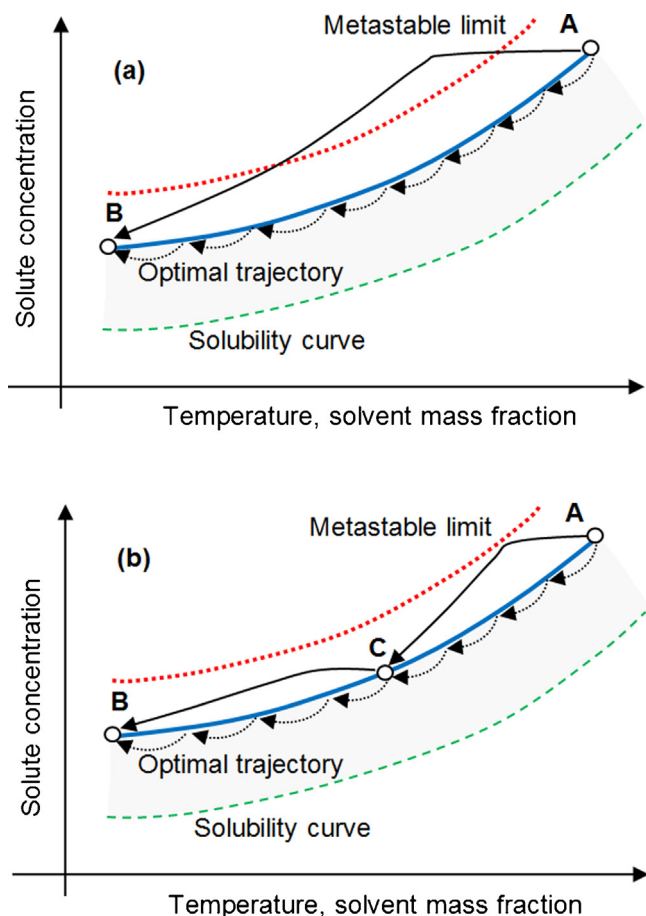 Metastable limit
A
(a)
Solute concentration
B
Optimal trajectory
Solubility curve
Temperature, solvent mass fraction
A
Metastable limit
(b)
C
Solute concentration
B
Optimal trajectory
Solubility curve
Temperature, solvent mass fraction